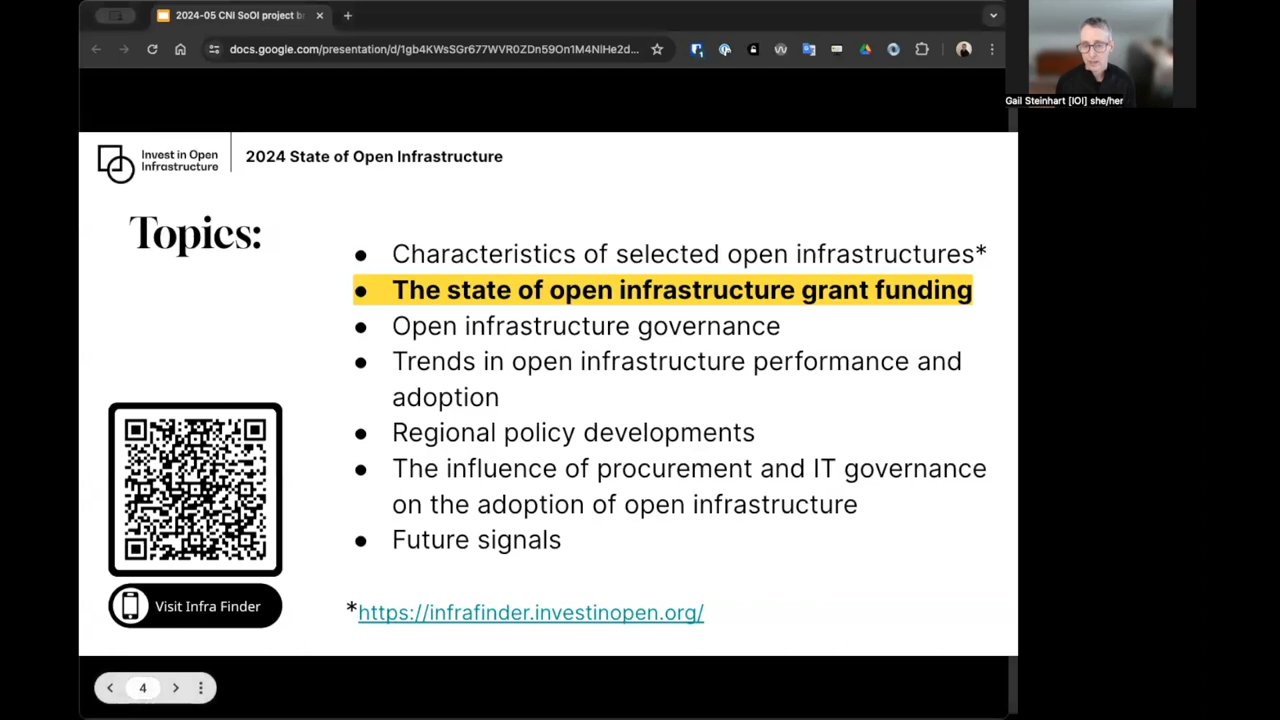 2024-05 CNI SoOI project br
docs.google.com/presentation/d/1gb4KWsSGr677WVR0ZDn59On1M4NIHe2d...
Gail Steinhart [IOI] she/her
Invest in Open
Infrastructure
2024 State of Open Infrastructure
Topics:
● Characteristics of selected open infrastructures*
● The state of open infrastructure grant funding
● Open infrastructure governance
● Trends in open infrastructure performance and
adoption
● Regional policy developments
● The influence of procurement and IT governance
on the adoption of open infrastructure
● Future signals
Visit Infra Finder
*https://infrafinder.investinopen.org/
4